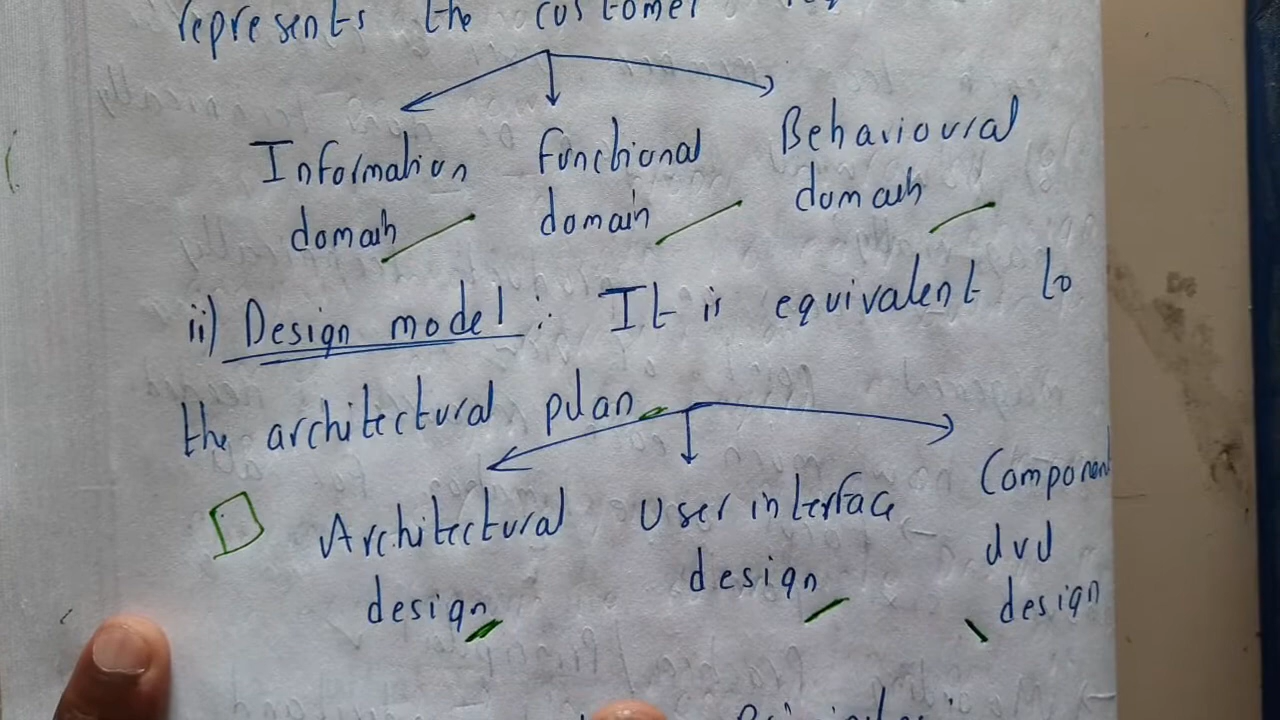 represents the customer
Information Functional Behavioural
domain domain domain
ii) Design model : It is equivalent to
the architectural plan
Architectural User interface Component
design design lvl
design